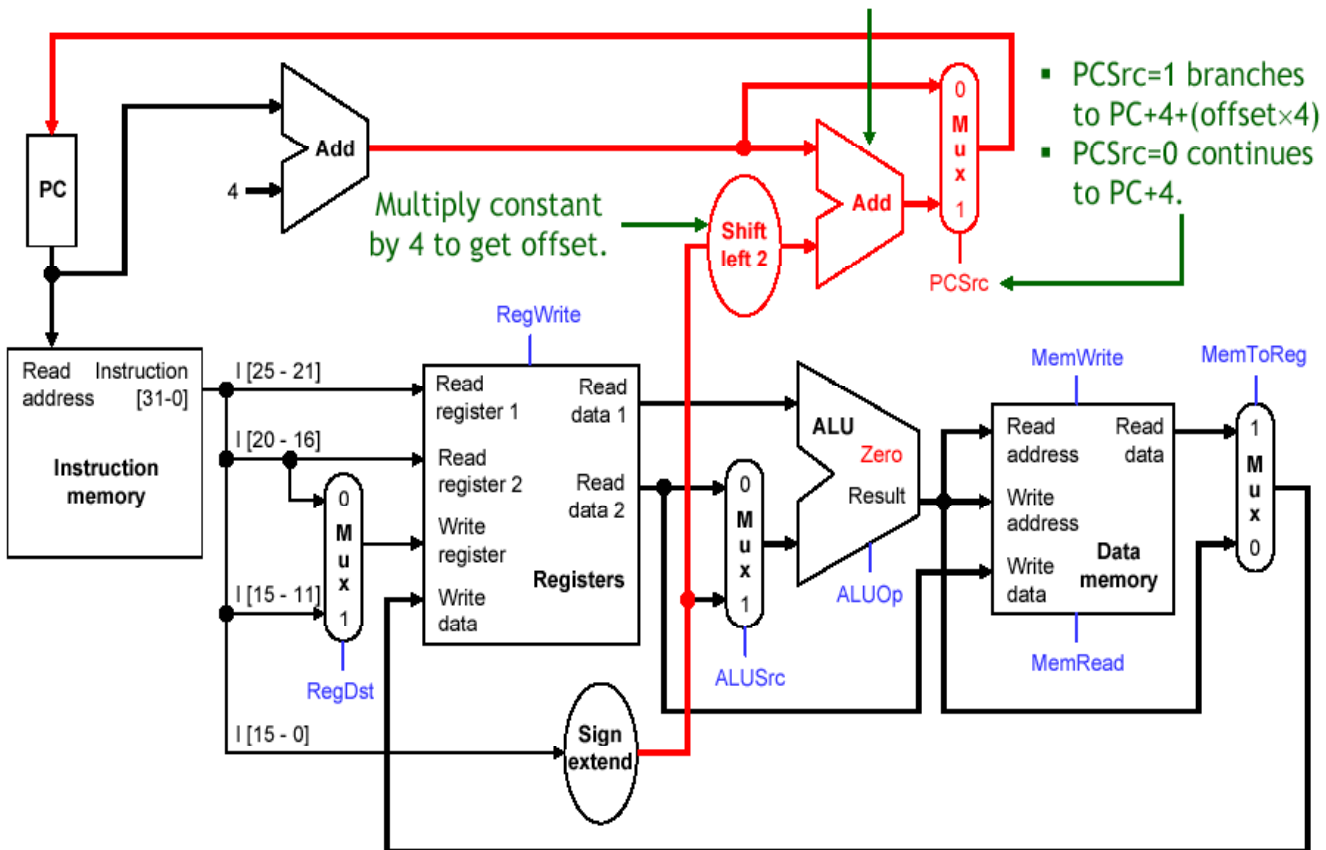 PCSrc=1 branches
to PC+4+(offset×4)
PCSrc=0 continues
to PC+4.
0
M
u
x
1
Add
PC
4
Add
Multiply constant
by 4 to get offset.
Shift
left 2
PCSrc
RegWrite
MemWrite
MemToReg
Read
address
Instruction
[31-0]
Instruction
memory
I [25 - 21]
I [20 - 16]
I [15 - 11]
I [15 - 0]
0
M
u
x
1
RegDst
Read
register 1
Read
register 2
Write
register
Write
data
Read
data 1
Read
data 2
Registers
Sign
extend
0
M
u
x
1
ALUSrc
ALU
Zero
Result
ALUOp
Read
address
Write
address
Write
data
Read
data
Data
memory
MemRead
1
M
u
x
0